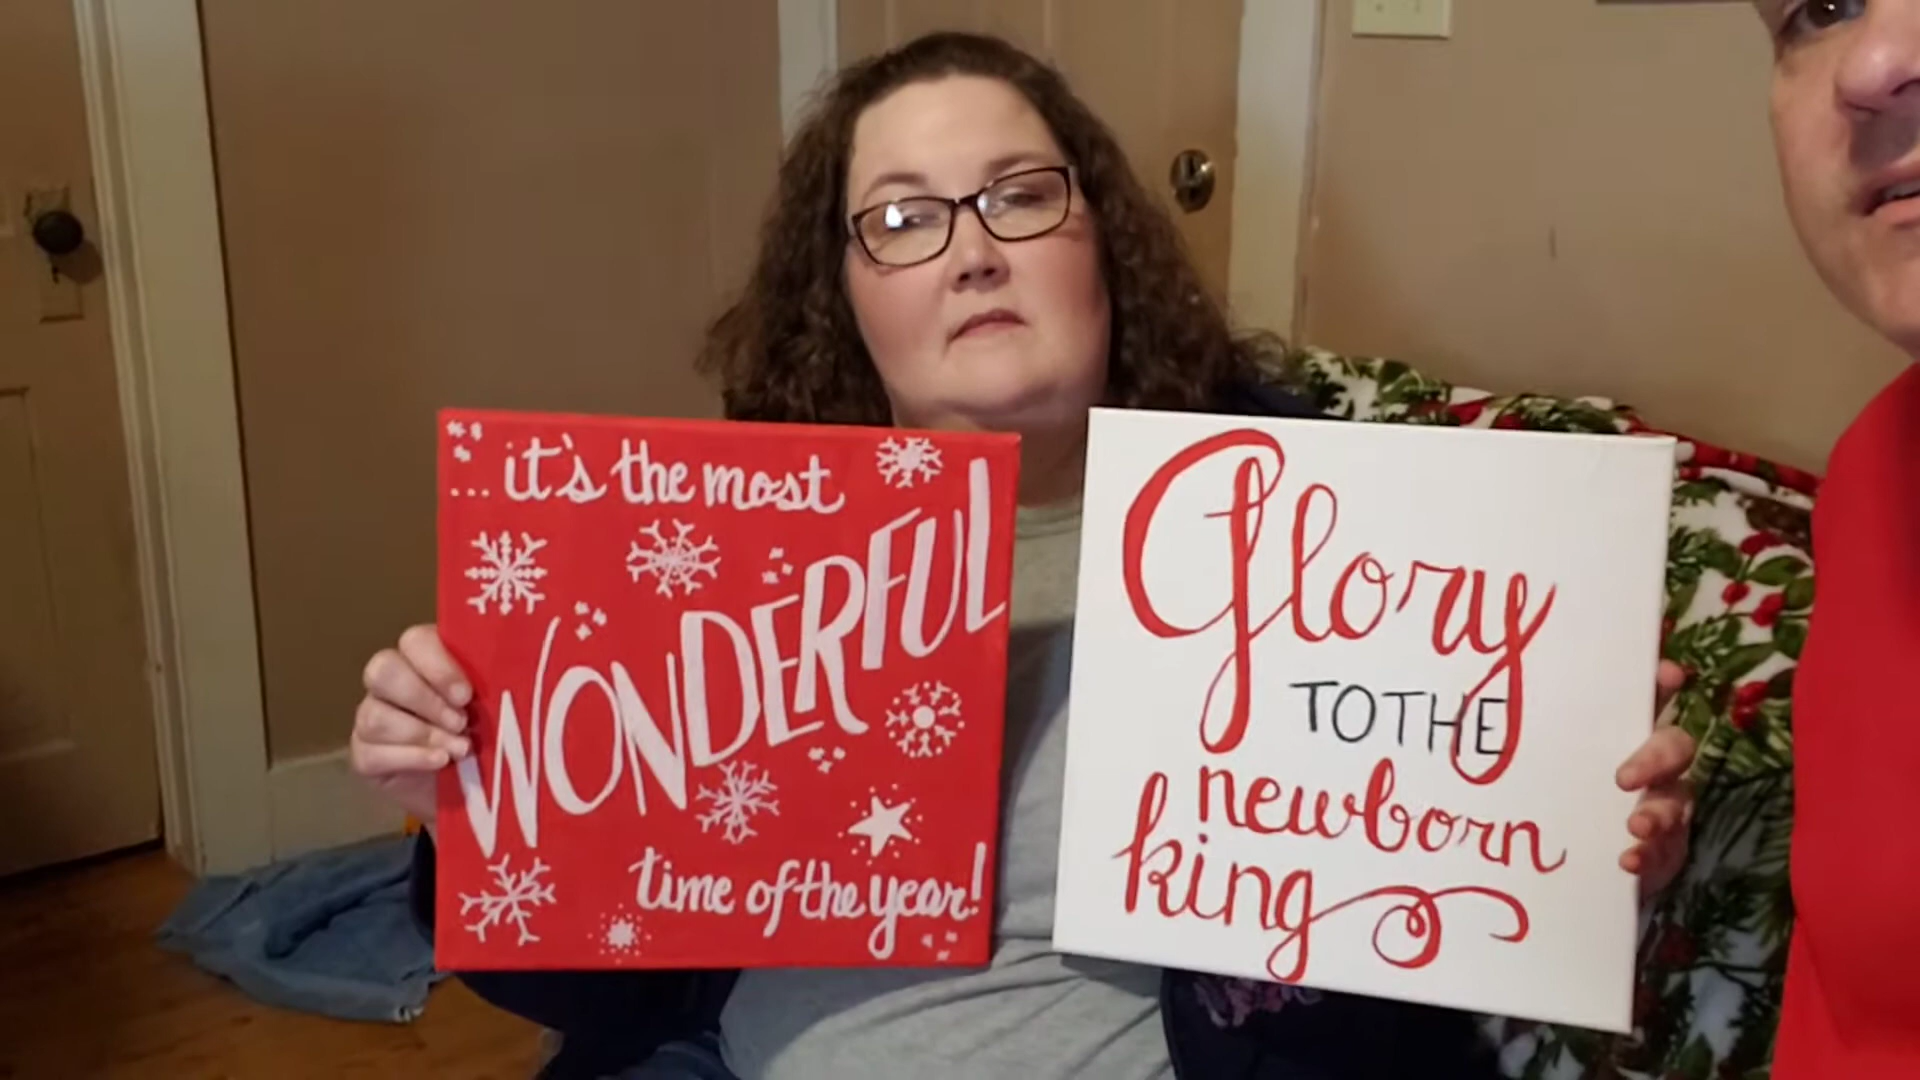 ...it's the most
WONDERFUL
time of the year!
Glory
TO THE
newborn
king